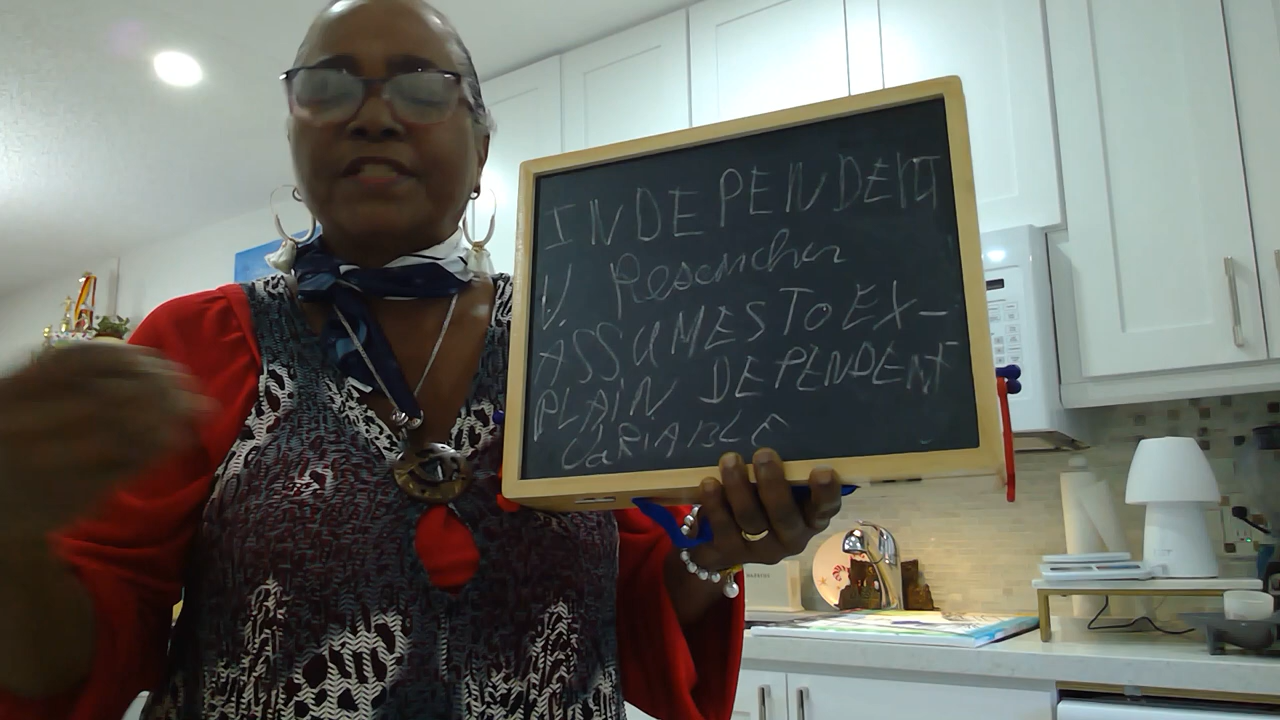 INDEPENDENT
V. Researcher
ASSUMES TO EX-
PLAIN DEPENDENT
VaRIABLE